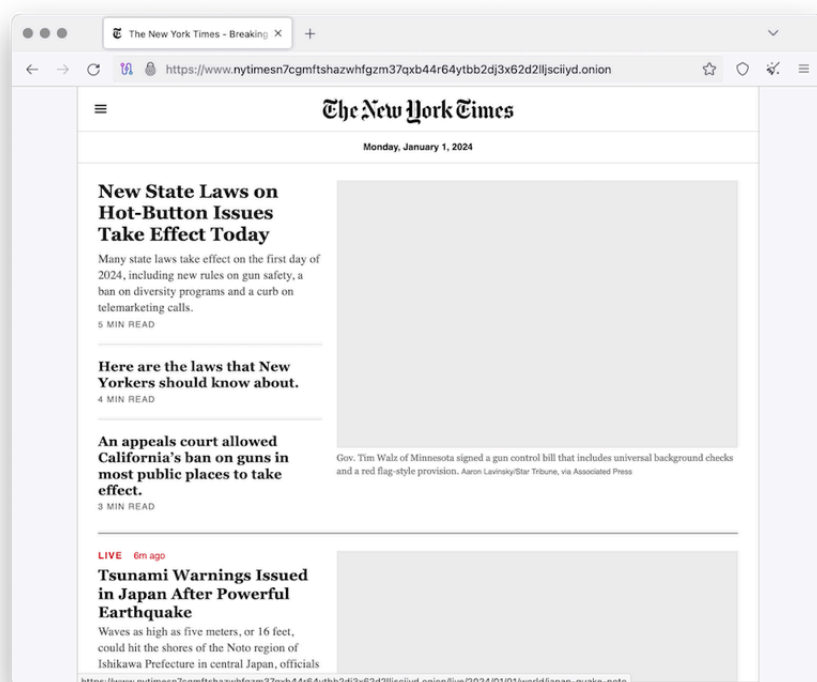 The New York Times - Breaking
https://www.nytimesn7cgmftshazwhfgzm37qxb44r64ytbb2dj3x62d2lljsciiyd.onion
The New York Times
Monday, January 1, 2024
New State Laws on
Hot-Button Issues
Take Effect Today
Many state laws take effect on the first day of
2024, including new rules on gun safety, a
ban on diversity programs and a curb on
telemarketing calls.
5 MIN READ
Here are the laws that New
Yorkers should know about.
4 MIN READ
An appeals court allowed
California’s ban on guns in
most public places to take
effect.
3 MIN READ
Gov. Tim Walz of Minnesota signed a gun control bill that includes universal background checks
and a red flag-style provision. Aaron Lavinsky/Star Tribune, via Associated Press
LIVE 6m ago
Tsunami Warnings Issued
in Japan After Powerful
Earthquake
Waves as high as five meters, or 16 feet,
could hit the shores of the Noto region of
Ishikawa Prefecture in central Japan, officials